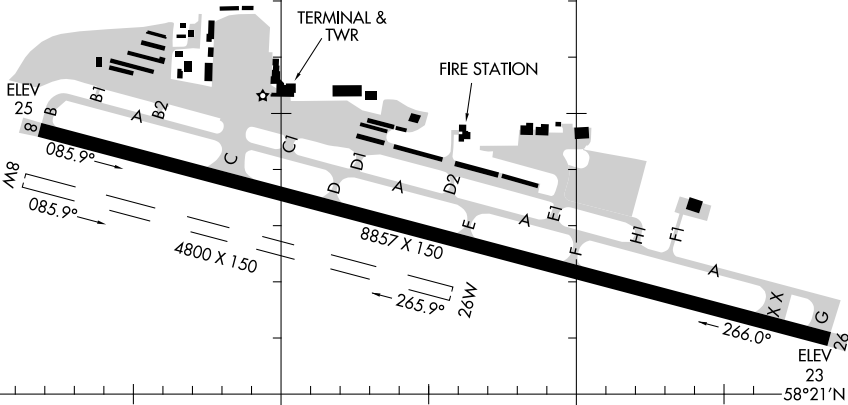 TERMINAL &
TWR
FIRE STATION
ELEV
25
B
B1
A
B2
8
085.9°
C
C1
D1
D
A
D2
E
A
E1
F
H1
F1
A
X X
G
8W
085.9°
4800 X 150
8857 X 150
265.9°
26W
266.0°
26
ELEV
23
58°21'N